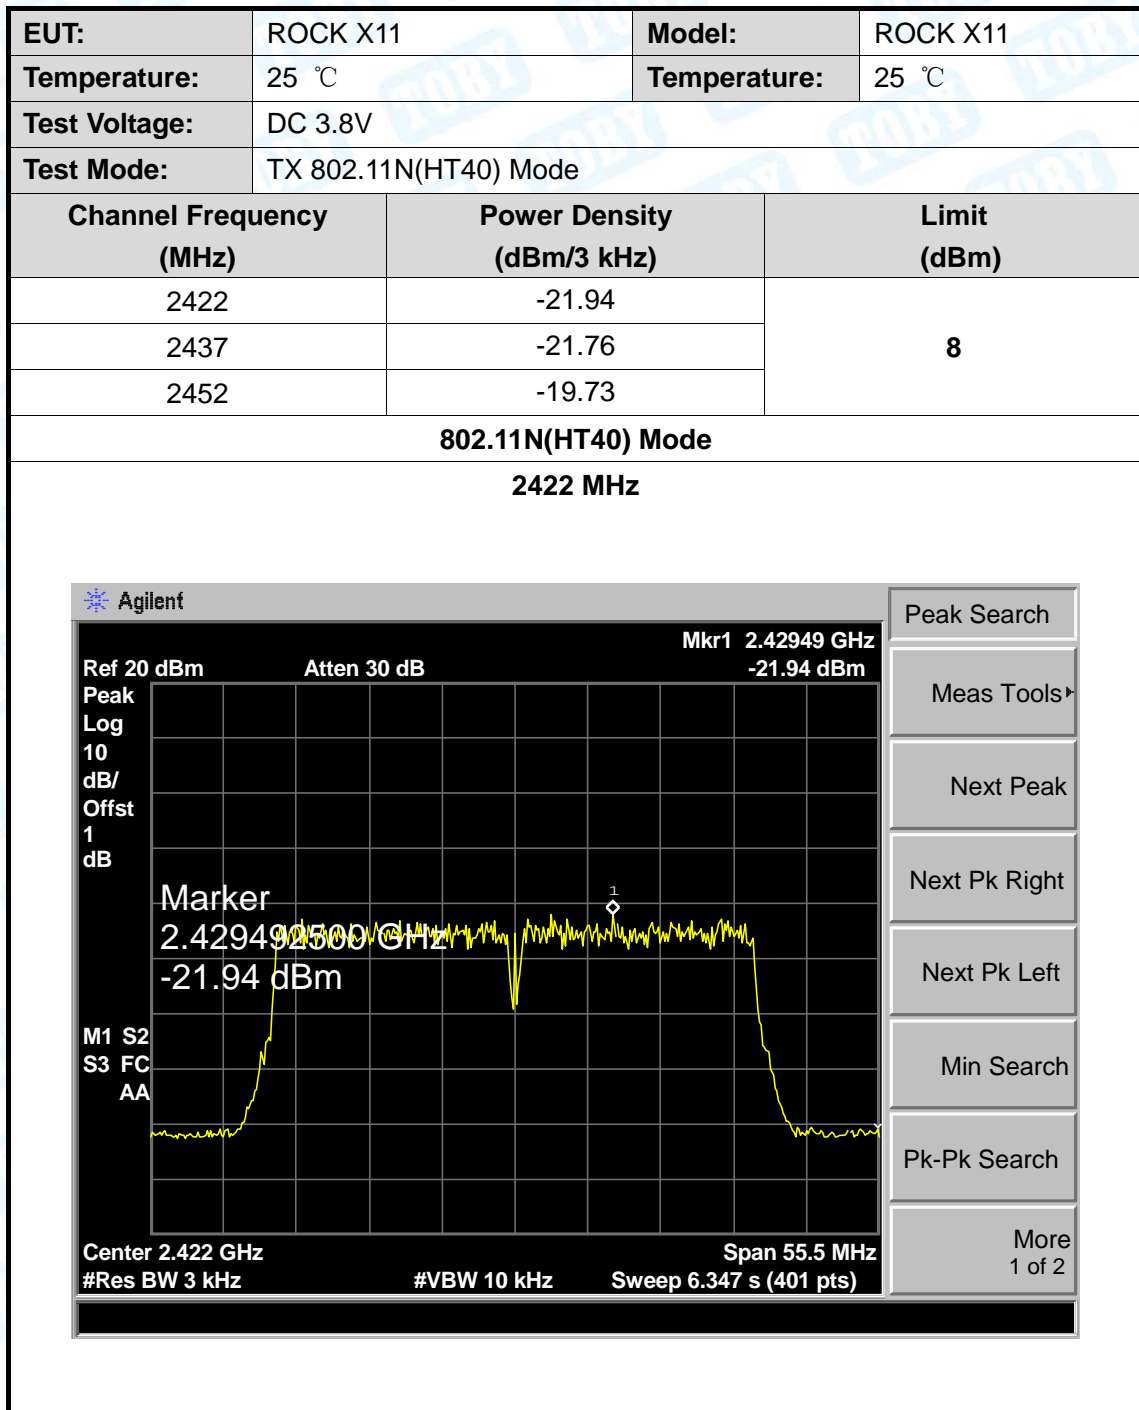 EUT: ROCK X11 Model: ROCK X11
Temperature: 25 ℃ Temperature: 25 ℃
Test Voltage: DC 3.8V
Test Mode: TX 802.11N(HT40) Mode
Channel Frequency (MHz) Power Density (dBm/3 kHz) Limit (dBm)
2422 -21.94
2437 -21.76 8
2452 -19.73
802.11N(HT40) Mode
2422 MHz
Agilent
Peak Search
Mkr1 2.42949 GHz
Ref 20 dBm Atten 30 dB -21.94 dBm
Peak
Log
10
dB/
Offst
1
dB
1
Marker
2.429492500 GHz
-21.94 dBm
M1 S2
S3 FC
AA
Center 2.422 GHz Span 55.5 MHz
#Res BW 3 kHz #VBW 10 kHz Sweep 6.347 s (401 pts)
Meas Tools
Next Peak
Next Pk Right
Next Pk Left
Min Search
Pk-Pk Search
More
1 of 2
TOBY